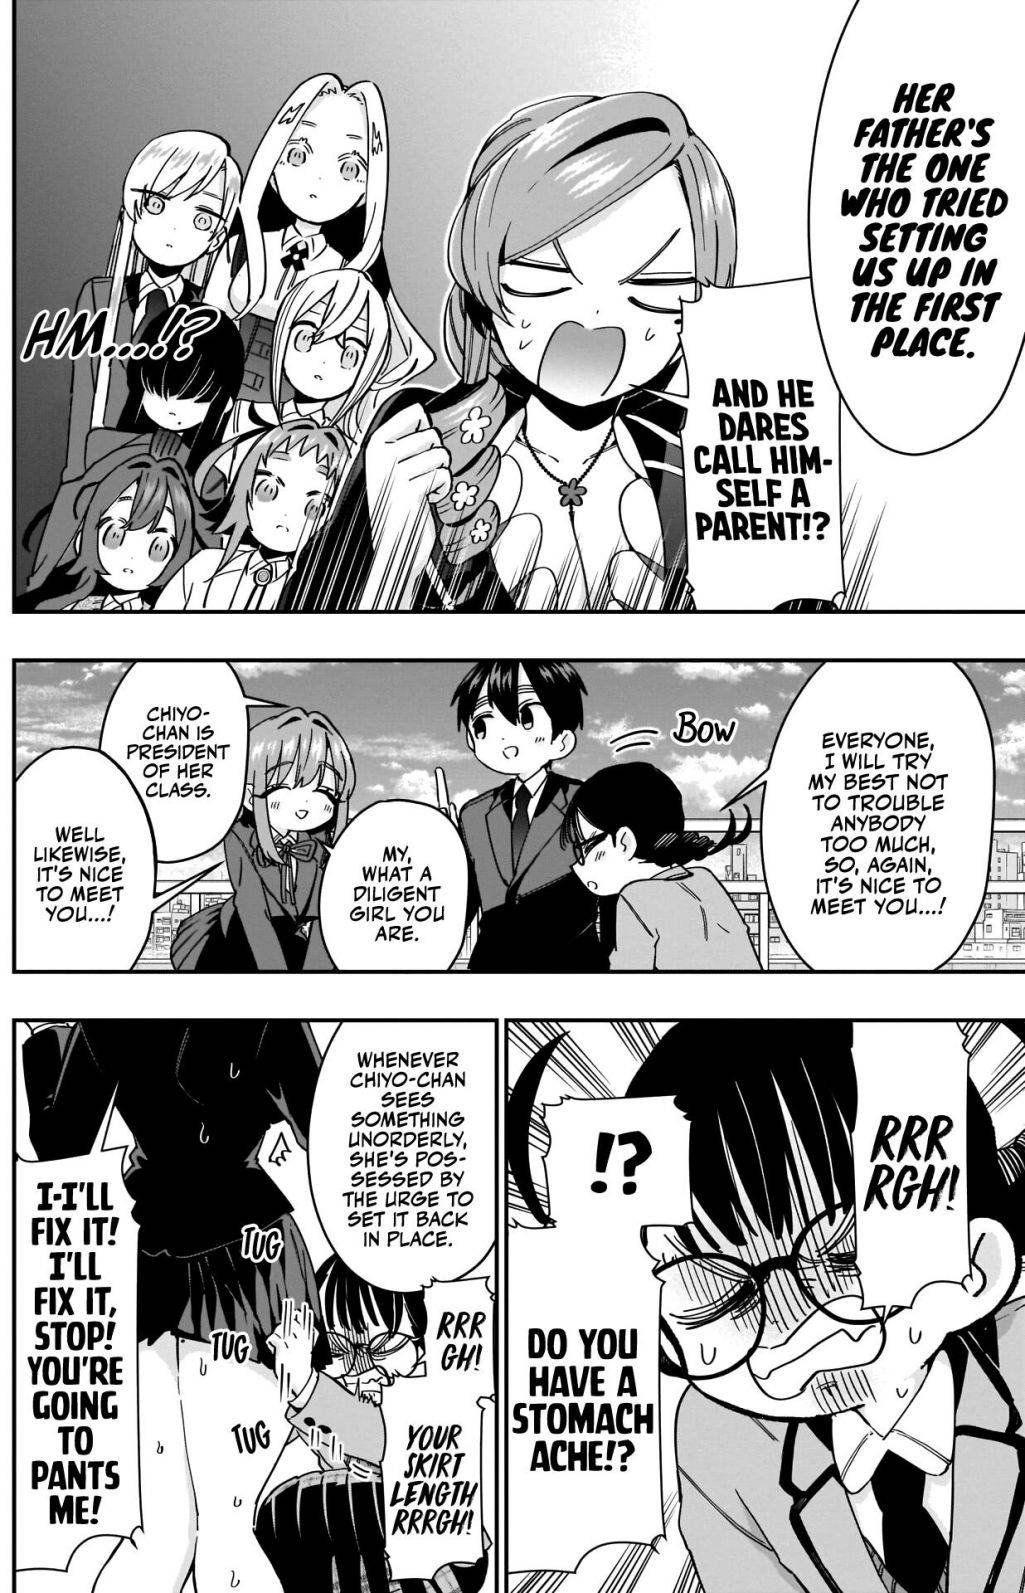 HER
FATHER'S
THE ONE
WHO TRIED
SETTING
US UP IN
THE FIRST
PLACE.
AND HE
DARES
CALL HIM-
SELF A
PARENT!?
HM...!?
EVERYONE,
I WILL TRY
MY BEST NOT
TO TROUBLE
ANYBODY
TOO MUCH,
SO, AGAIN,
IT'S NICE TO
MEET YOU...!
BOW
MY,
WHAT A
DILIGENT
GIRL YOU
ARE.
CHIYO-
CHAN IS
PRESIDENT
OF HER
CLASS.
WELL
LIKEWISE,
IT'S NICE
TO MEET
YOU...!
RRR
RGH!
!?
DO YOU
HAVE A
STOMACH
ACHE!?
WHENEVER
CHIYO-CHAN
SEES
SOMETHING
UNORDERLY,
SHE'S POS-
SESSED BY
THE URGE TO
SET IT BACK
IN PLACE.
RRR
GH!
YOUR
SKIRT
LENGTH
RRRGH!
TUG
TUG
TUG
I-I'LL
FIX IT!
I'LL
FIX IT,
STOP!
YOU'RE
GOING
TO
PANTS
ME!